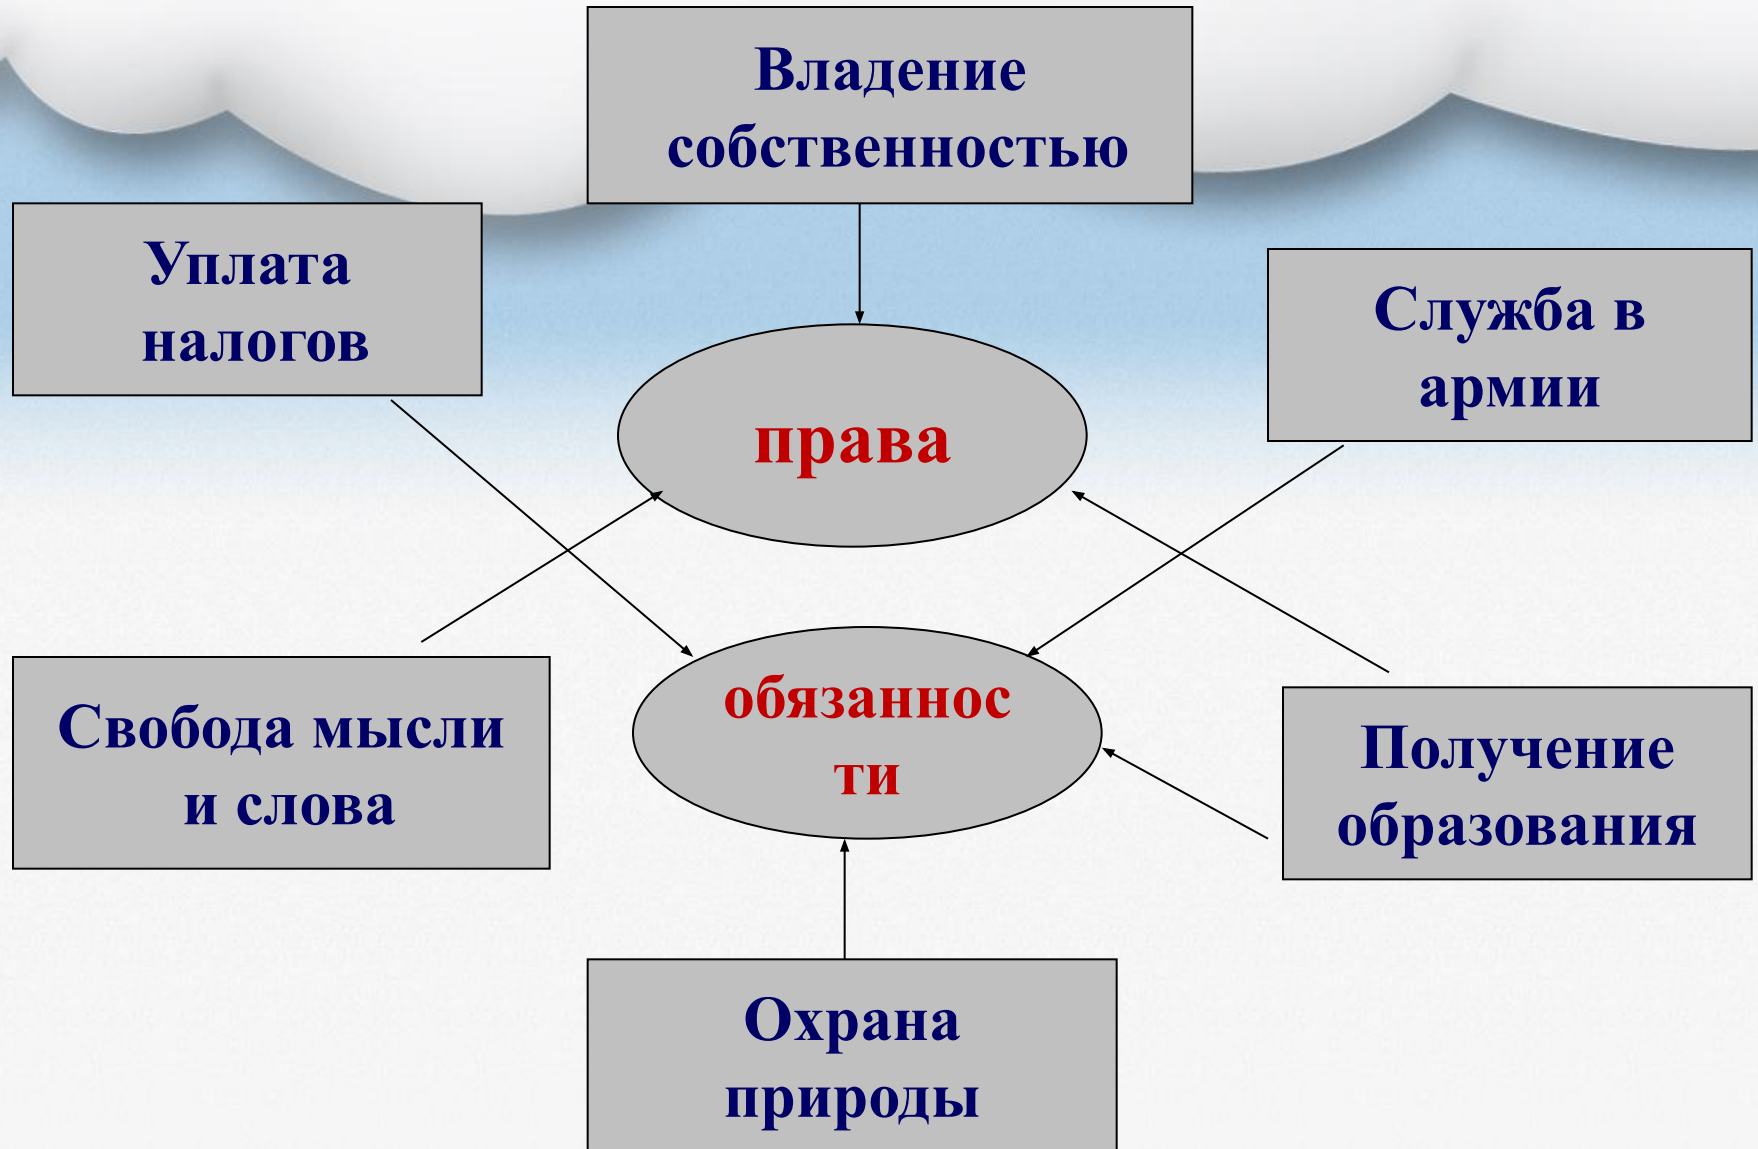 Владение
собственностью
Уплата
налогов
Служба в
армии
права
Свобода мысли
и слова
обязаннос
ти
Получение
образования
Охрана
природы